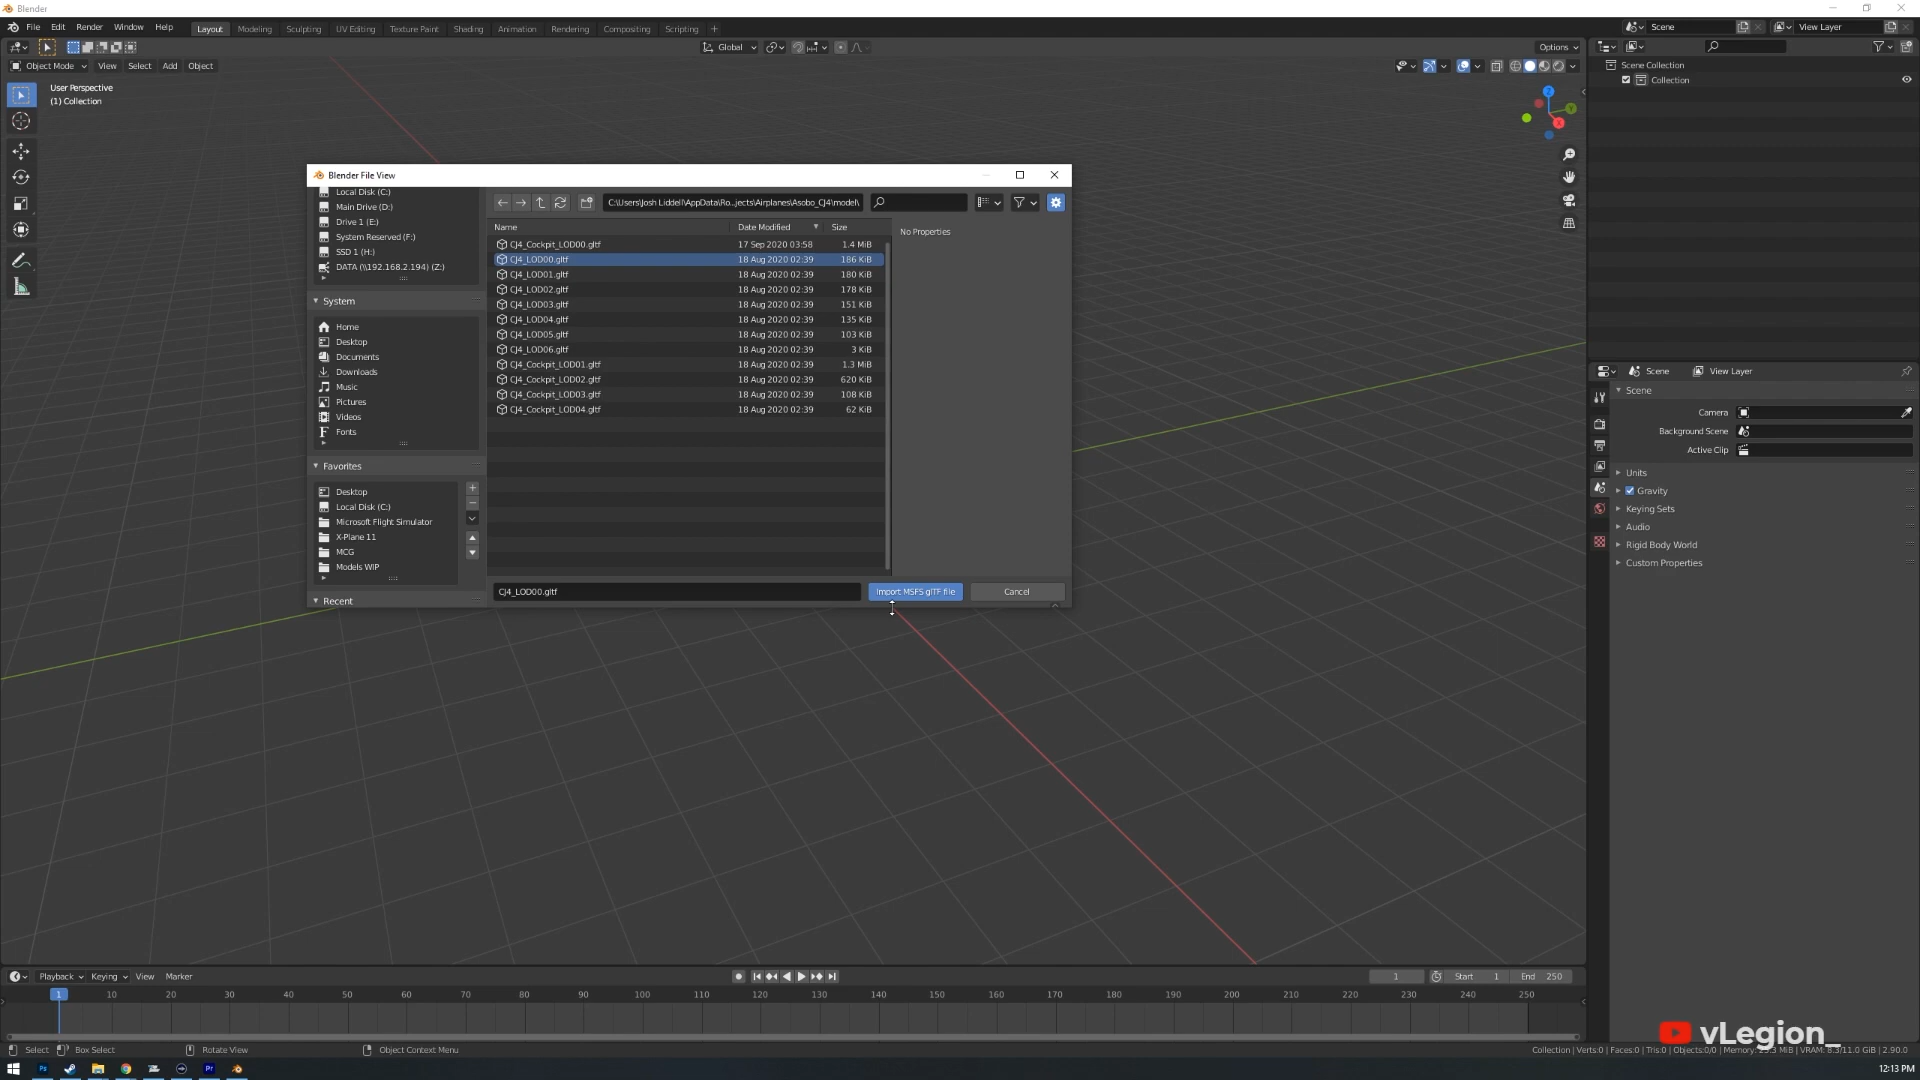 Blender
File Edit Render Window Help Layout Modeling Sculpting UV Editing Texture Paint Shading Animation Rendering Compositing Scripting + Scene View Layer
Global Options
Object Mode View Select Add Object
User Perspective
(1) Collection
Z
Y
X
Scene Collection
Collection
Blender File View
C:\Users\Josh Liddell\AppData\Ro..jects\Airplanes\Asobo_CJ4\model\
Local Disk (C:)
Main Drive (D:)
Drive 1 (E:)
System Reserved (F:)
SSD 1 (H:)
DATA (\\192.168.2.194) (Z:)
System
Home
Desktop
Documents
Downloads
Music
Pictures
Videos
Fonts
Favorites
Desktop
Local Disk (C:)
Microsoft Flight Simulator
X-Plane 11
MCG
Models WIP
Recent
Name Date Modified Size
CJ4_Cockpit_LOD00.gltf 17 Sep 2020 03:58 1.4 MiB
CJ4_LOD00.gltf 18 Aug 2020 02:39 186 KiB
CJ4_LOD01.gltf 18 Aug 2020 02:39 180 KiB
CJ4_LOD02.gltf 18 Aug 2020 02:39 178 KiB
CJ4_LOD03.gltf 18 Aug 2020 02:39 151 KiB
CJ4_LOD04.gltf 18 Aug 2020 02:39 135 KiB
CJ4_LOD05.gltf 18 Aug 2020 02:39 103 KiB
CJ4_LOD06.gltf 18 Aug 2020 02:39 3 KiB
CJ4_Cockpit_LOD01.gltf 18 Aug 2020 02:39 1.3 MiB
CJ4_Cockpit_LOD02.gltf 18 Aug 2020 02:39 620 KiB
CJ4_Cockpit_LOD03.gltf 18 Aug 2020 02:39 108 KiB
CJ4_Cockpit_LOD04.gltf 18 Aug 2020 02:39 62 KiB
No Properties
CJ4_LOD00.gltf Import MSFS glTF file Cancel
Scene View Layer
Scene
Camera
Background Scene
Active Clip
Units
Gravity
Keying Sets
Audio
Rigid Body World
Custom Properties
Playback Keying View Marker 1 Start 1 End 250
1 10 20 30 40 50 60 70 80 90 100 110 120 130 140 150 160 170 180 190 200 210 220 230 240 250
vLegion_
Select Box Select Rotate View Object Context Menu Collection | Verts:0 | Faces:0 | Tris:0 | Objects:0/0 | Memory: MiB | VRAM: 8.3/11.0 GiB | 2.90.0
Ps Pr 12:13 PM